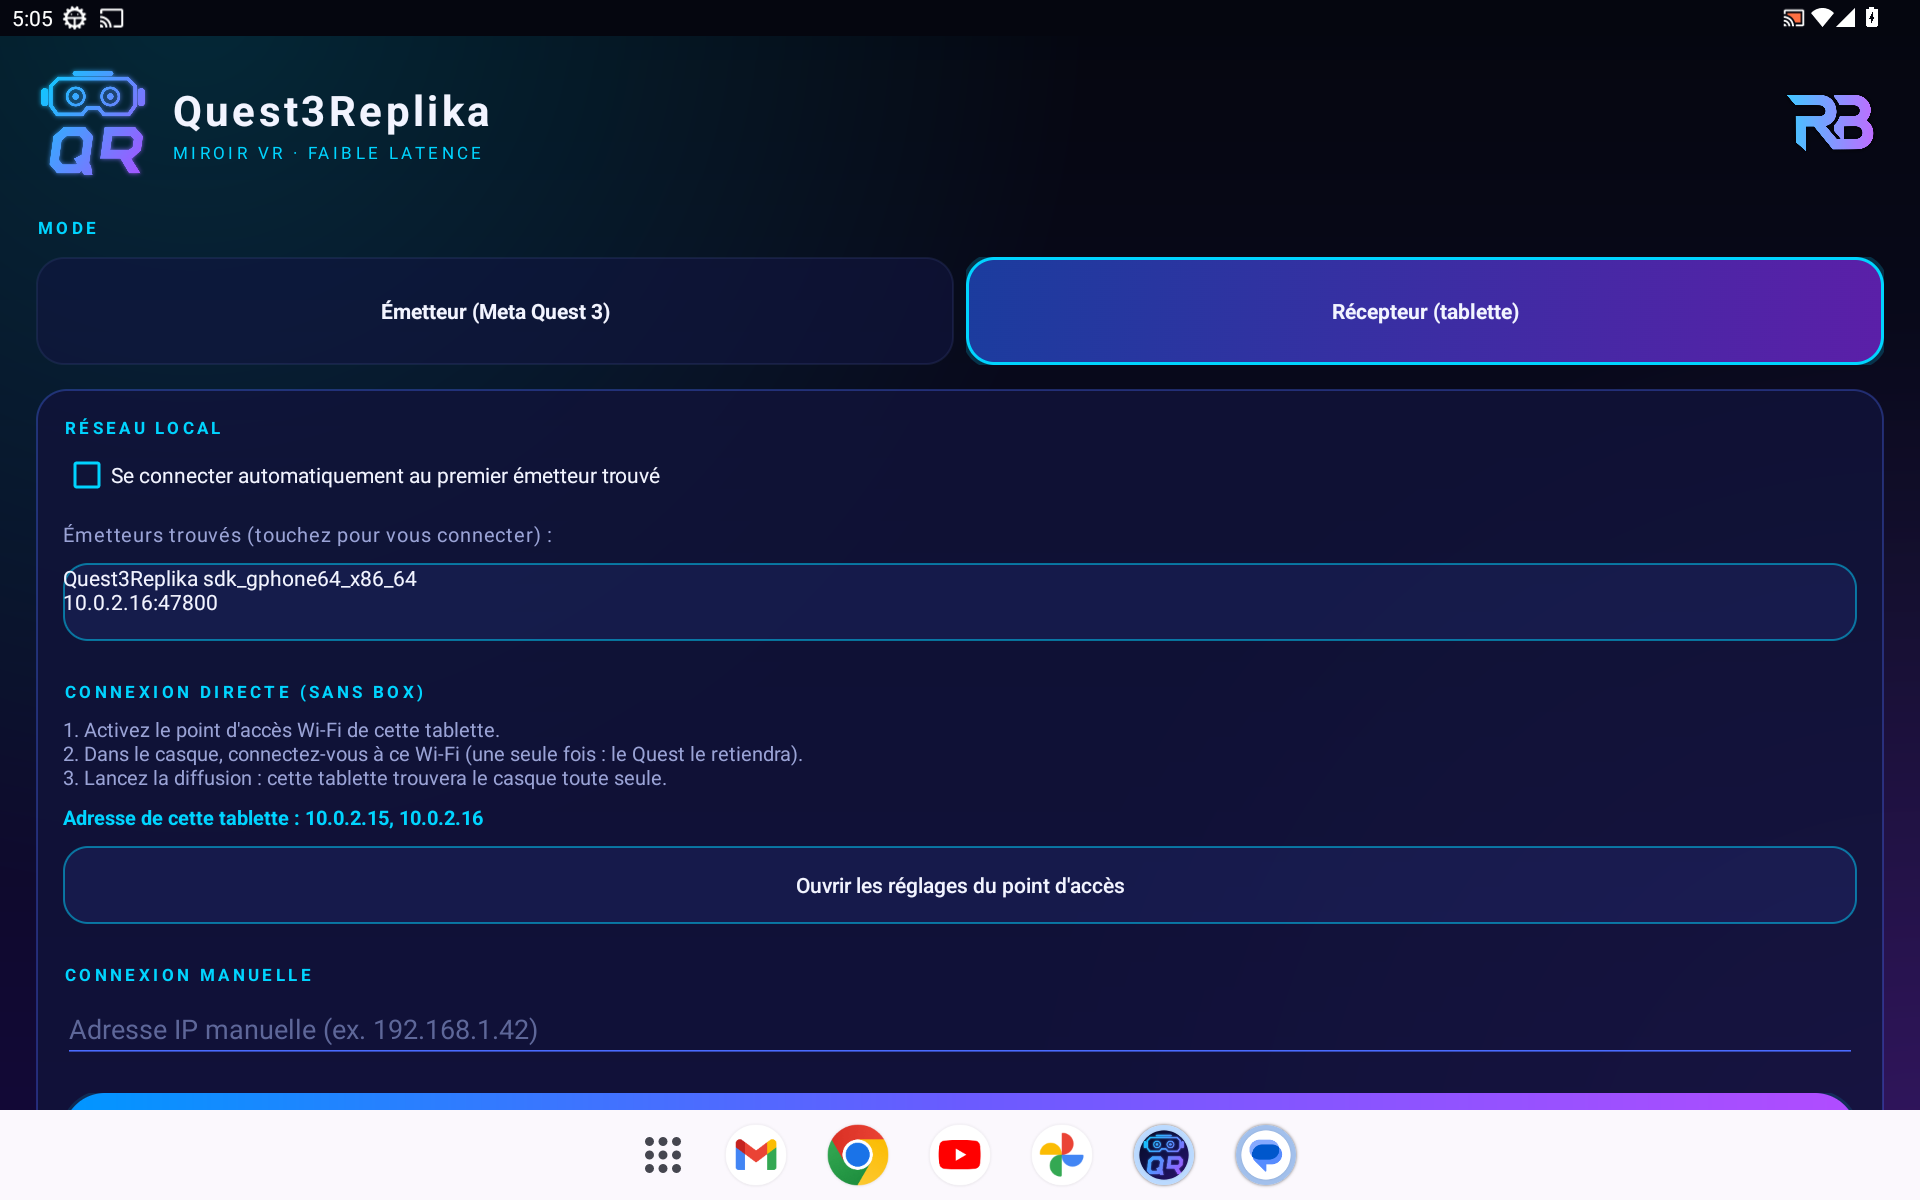 5:05
Quest3Replika
MIROIR VR · FAIBLE LATENCE
QR
RB
MODE
Émetteur (Meta Quest 3)
Récepteur (tablette)
RÉSEAU LOCAL
Se connecter automatiquement au premier émetteur trouvé
Émetteurs trouvés (touchez pour vous connecter) :
Quest3Replika sdk_gphone64_x86_64
10.0.2.16:47800
CONNEXION DIRECTE (SANS BOX)
1. Activez le point d'accès Wi-Fi de cette tablette.
2. Dans le casque, connectez-vous à ce Wi-Fi (une seule fois : le Quest le retiendra).
3. Lancez la diffusion : cette tablette trouvera le casque toute seule.
Adresse de cette tablette : 10.0.2.15, 10.0.2.16
Ouvrir les réglages du point d'accès
CONNEXION MANUELLE
Adresse IP manuelle (ex. 192.168.1.42)
QR